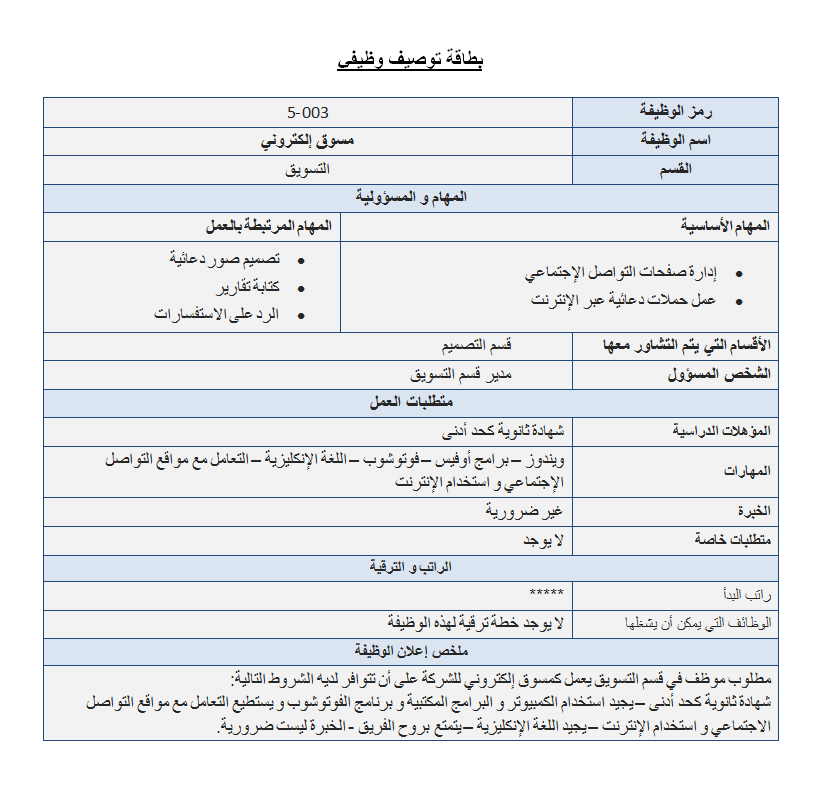 بطاقة توصيف وظيفي
رمز الوظيفة 5-003
اسم الوظيفة مسوق إلكتروني
القسم التسويق
المهام و المسؤولية
المهام الأساسية المهام المرتبطة بالعمل
• إدارة صفحات التواصل الإجتماعي
• عمل حملات دعائية عبر الإنترنت
• تصميم صور دعائية
• كتابة تقارير
• الرد على الاستفسارات
الأقسام التي يتم التشاور معها قسم التصميم
الشخص المسؤول مدير قسم التسويق
متطلبات العمل
المؤهلات الدراسية شهادة ثانوية كحد أدنى
المهارات ويندوز – برامج أوفيس – فوتوشوب – اللغة الإنكليزية – التعامل مع مواقع التواصل
الإجتماعي و استخدام الإنترنت
الخبرة غير ضرورية
متطلبات خاصة لا يوجد
الراتب و الترقية
راتب البدأ *****
الوظائف التي يمكن أن يشغلها لا يوجد خطة ترقية لهذه الوظيفة
ملخص إعلان الوظيفة
مطلوب موظف في قسم التسويق يعمل كمسوق إلكتروني للشركة على أن تتوافر لديه الشروط التالية:
شهادة ثانوية كحد أدنى – يجيد استخدام الكمبيوتر و البرامج المكتبية و برنامج الفوتوشوب و يستطيع التعامل مع مواقع التواصل
الاجتماعي و استخدام الإنترنت – يجيد اللغة الإنكليزية – يتمتع بروح الفريق - الخبرة ليست ضرورية.